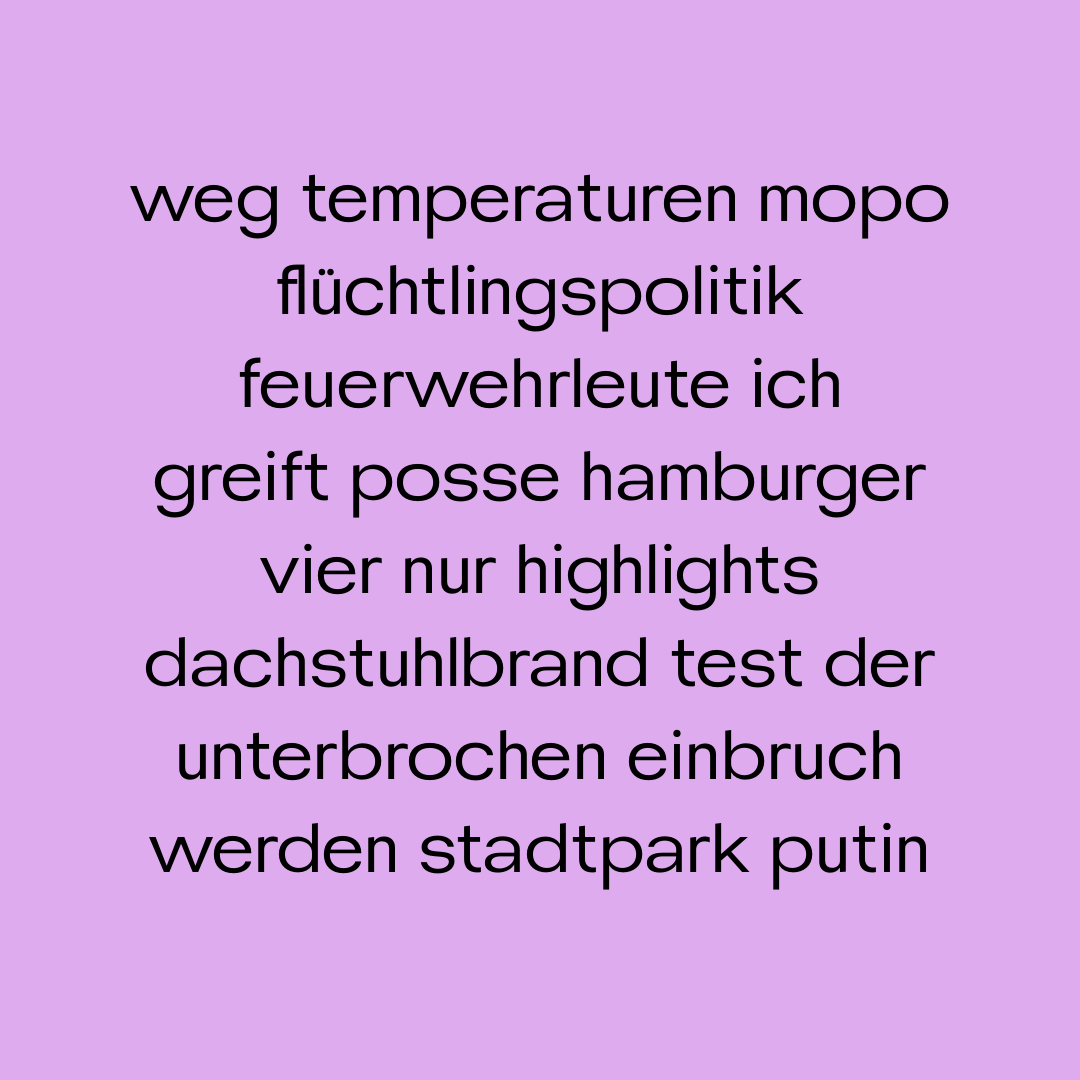 weg temperaturen mopo
flüchtlingspolitik
feuerwehrleute ich
greift posse hamburger
vier nur highlights
dachstuhlbrand test der
unterbrochen einbruch
werden stadtpark putin